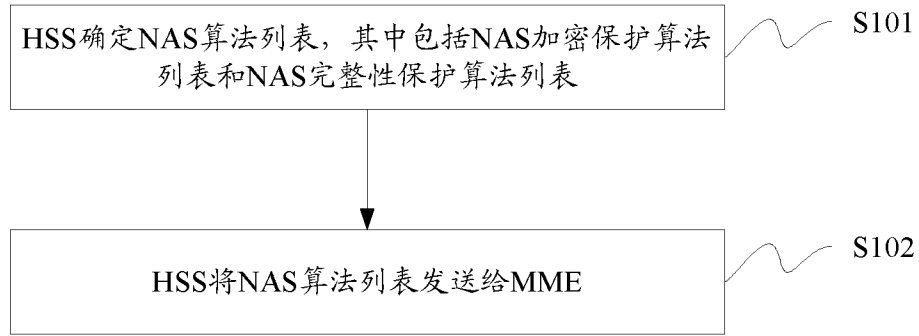 HSS确定NAS算法列表，其中包括NAS加密保护算法
列表和NAS完整性保护算法列表
S101
HSS将NAS算法列表发送给MME
S102